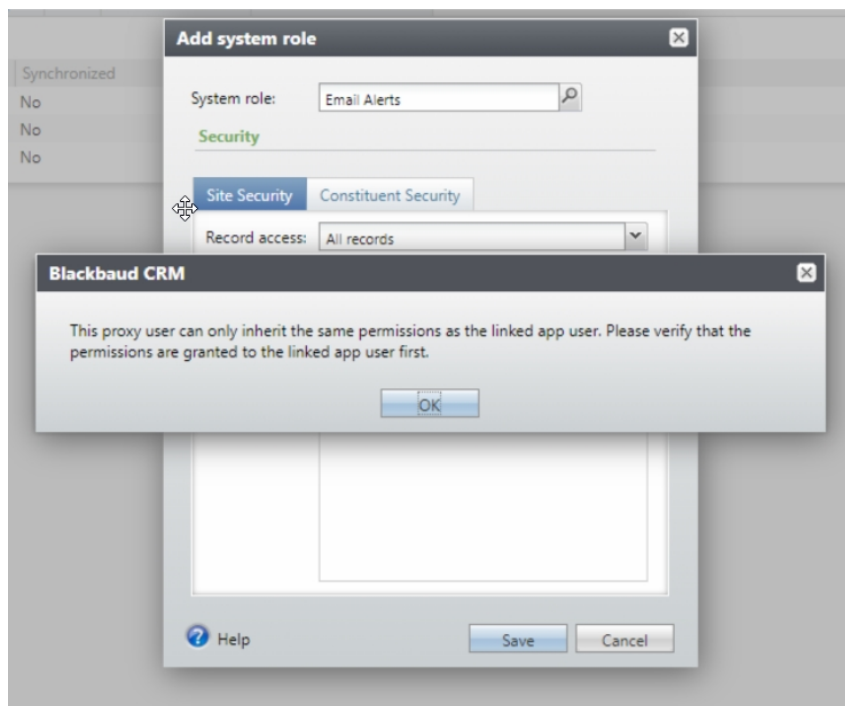 Add system role
Synchronized
No
No
No
System role: Email Alerts
Security
Site Security Constituent Security
Record access: All records
Blackbaud CRM
This proxy user can only inherit the same permissions as the linked app user. Please verify that the
permissions are granted to the linked app user first.
OK
Help Save Cancel